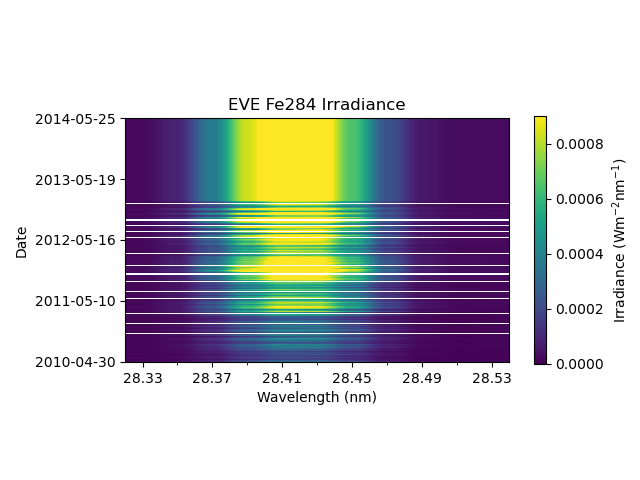 EVE Fe284 Irradiance
2014-05-25
2013-05-19
2012-05-16
2011-05-10
2010-04-30
Date
28.33 28.37 28.41 28.45 28.49 28.53
Wavelength (nm)
0.0008
0.0006
0.0004
0.0002
0.0000
Irradiance (Wm⁻²nm⁻¹)